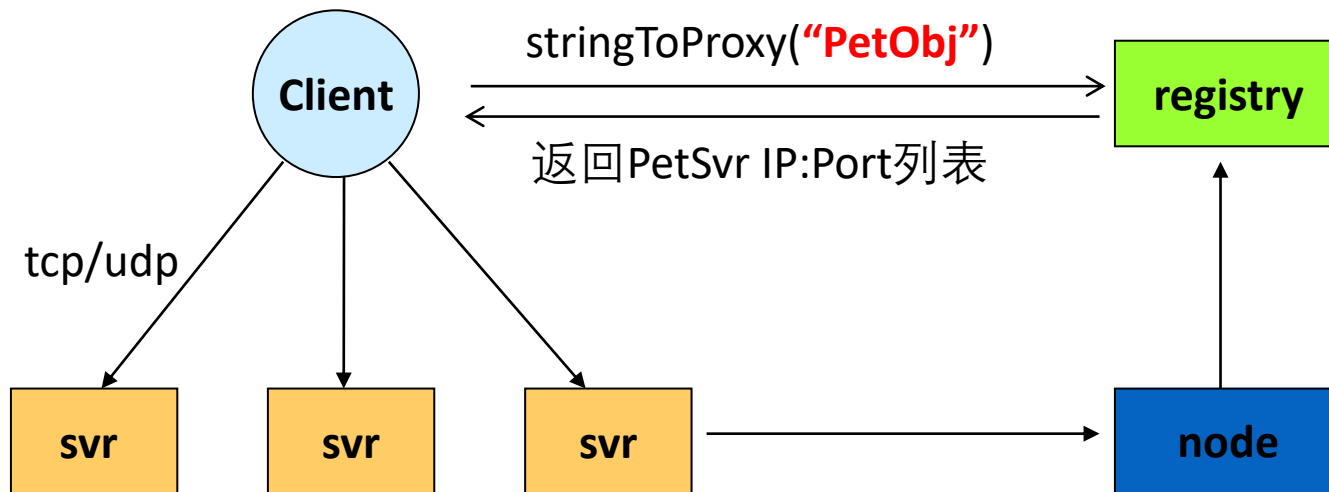 stringToProxy(“PetObj”)
Client
registry
返回PetSvr IP:Port列表
tcp/udp
svr
svr
svr
node